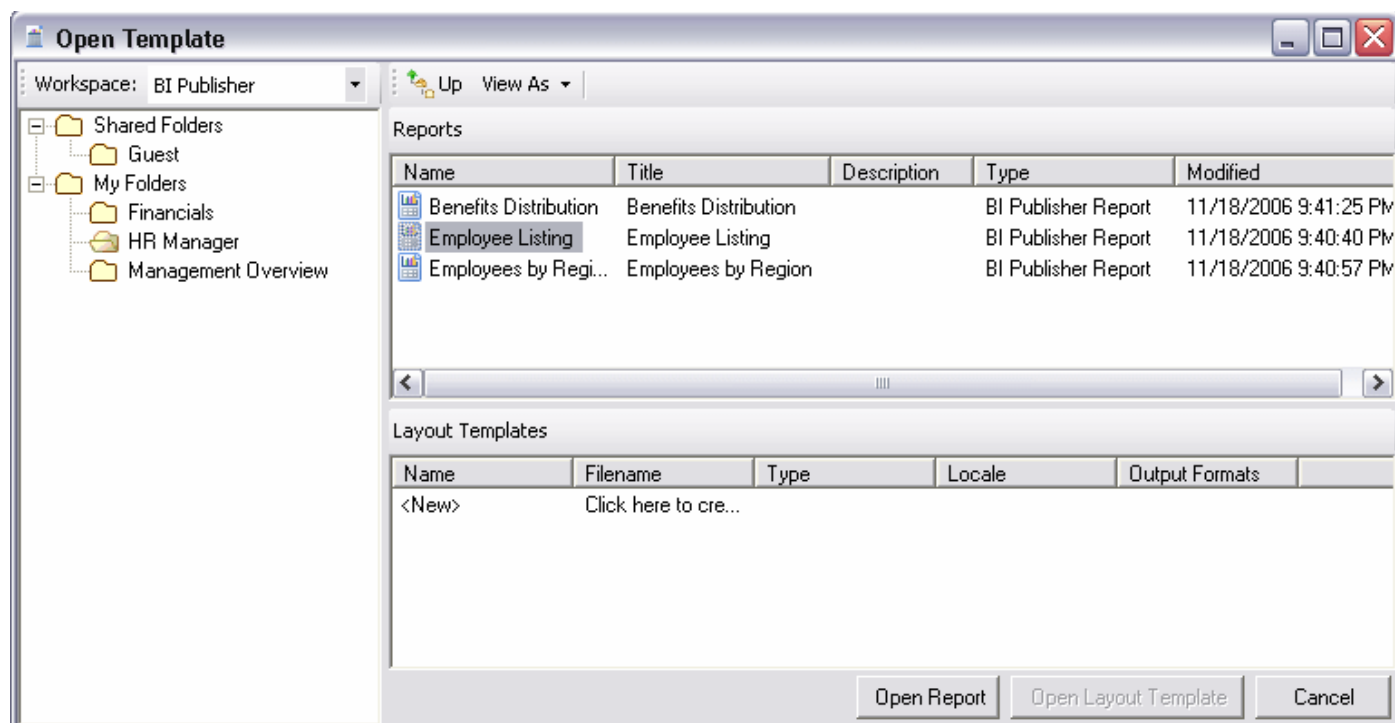 Open Template
Workspace: BI Publisher
Up View As
Shared Folders
Guest
My Folders
Financials
HR Manager
Management Overview
Reports
Name Title Description Type Modified
Benefits Distribution Benefits Distribution BI Publisher Report 11/18/2006 9:41:25 PM
Employee Listing Employee Listing BI Publisher Report 11/18/2006 9:40:40 PM
Employees by Regi... Employees by Region BI Publisher Report 11/18/2006 9:40:57 PM
Layout Templates
Name Filename Type Locale Output Formats
<New> Click here to cre...
Open Report Open Layout Template Cancel